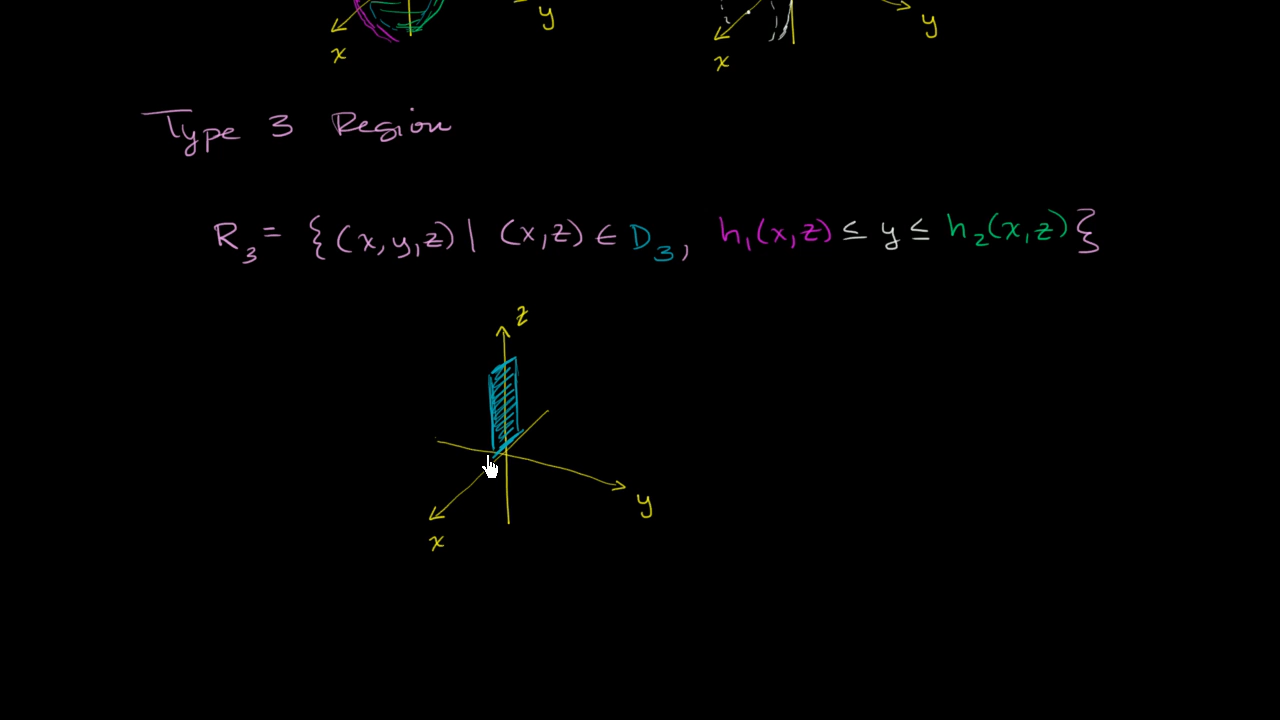 y
y
x
x
Type 3 Region
R₃ = {(x,y,z) | (x,z) ∈ D₃, h₁(x,z) ≤ y ≤ h₂(x,z)}
z
y
x